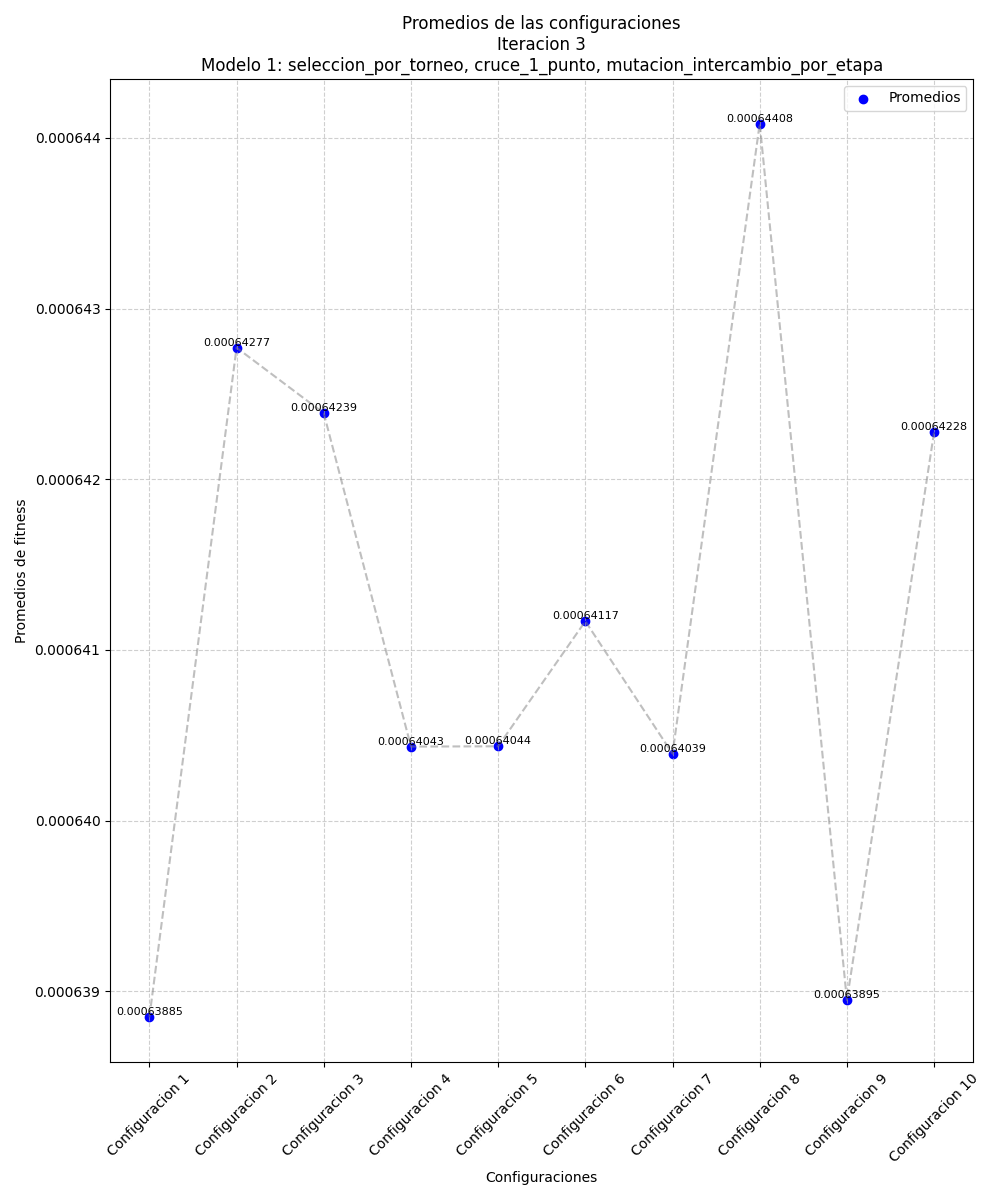 Promedios de las configuraciones
Iteracion 3
Modelo 1: seleccion_por_torneo, cruce_1_punto, mutacion_intercambio_por_etapa
Promedios
0.000644
0.000643
0.000642
0.000641
0.000640
0.000639
Promedios de fitness
0.00063885
0.00064277
0.00064239
0.00064043
0.00064044
0.00064117
0.00064039
0.00064408
0.00063895
0.00064228
Configuracion 1
Configuracion 2
Configuracion 3
Configuracion 4
Configuracion 5
Configuracion 6
Configuracion 7
Configuracion 8
Configuracion 9
Configuracion 10
Configuraciones